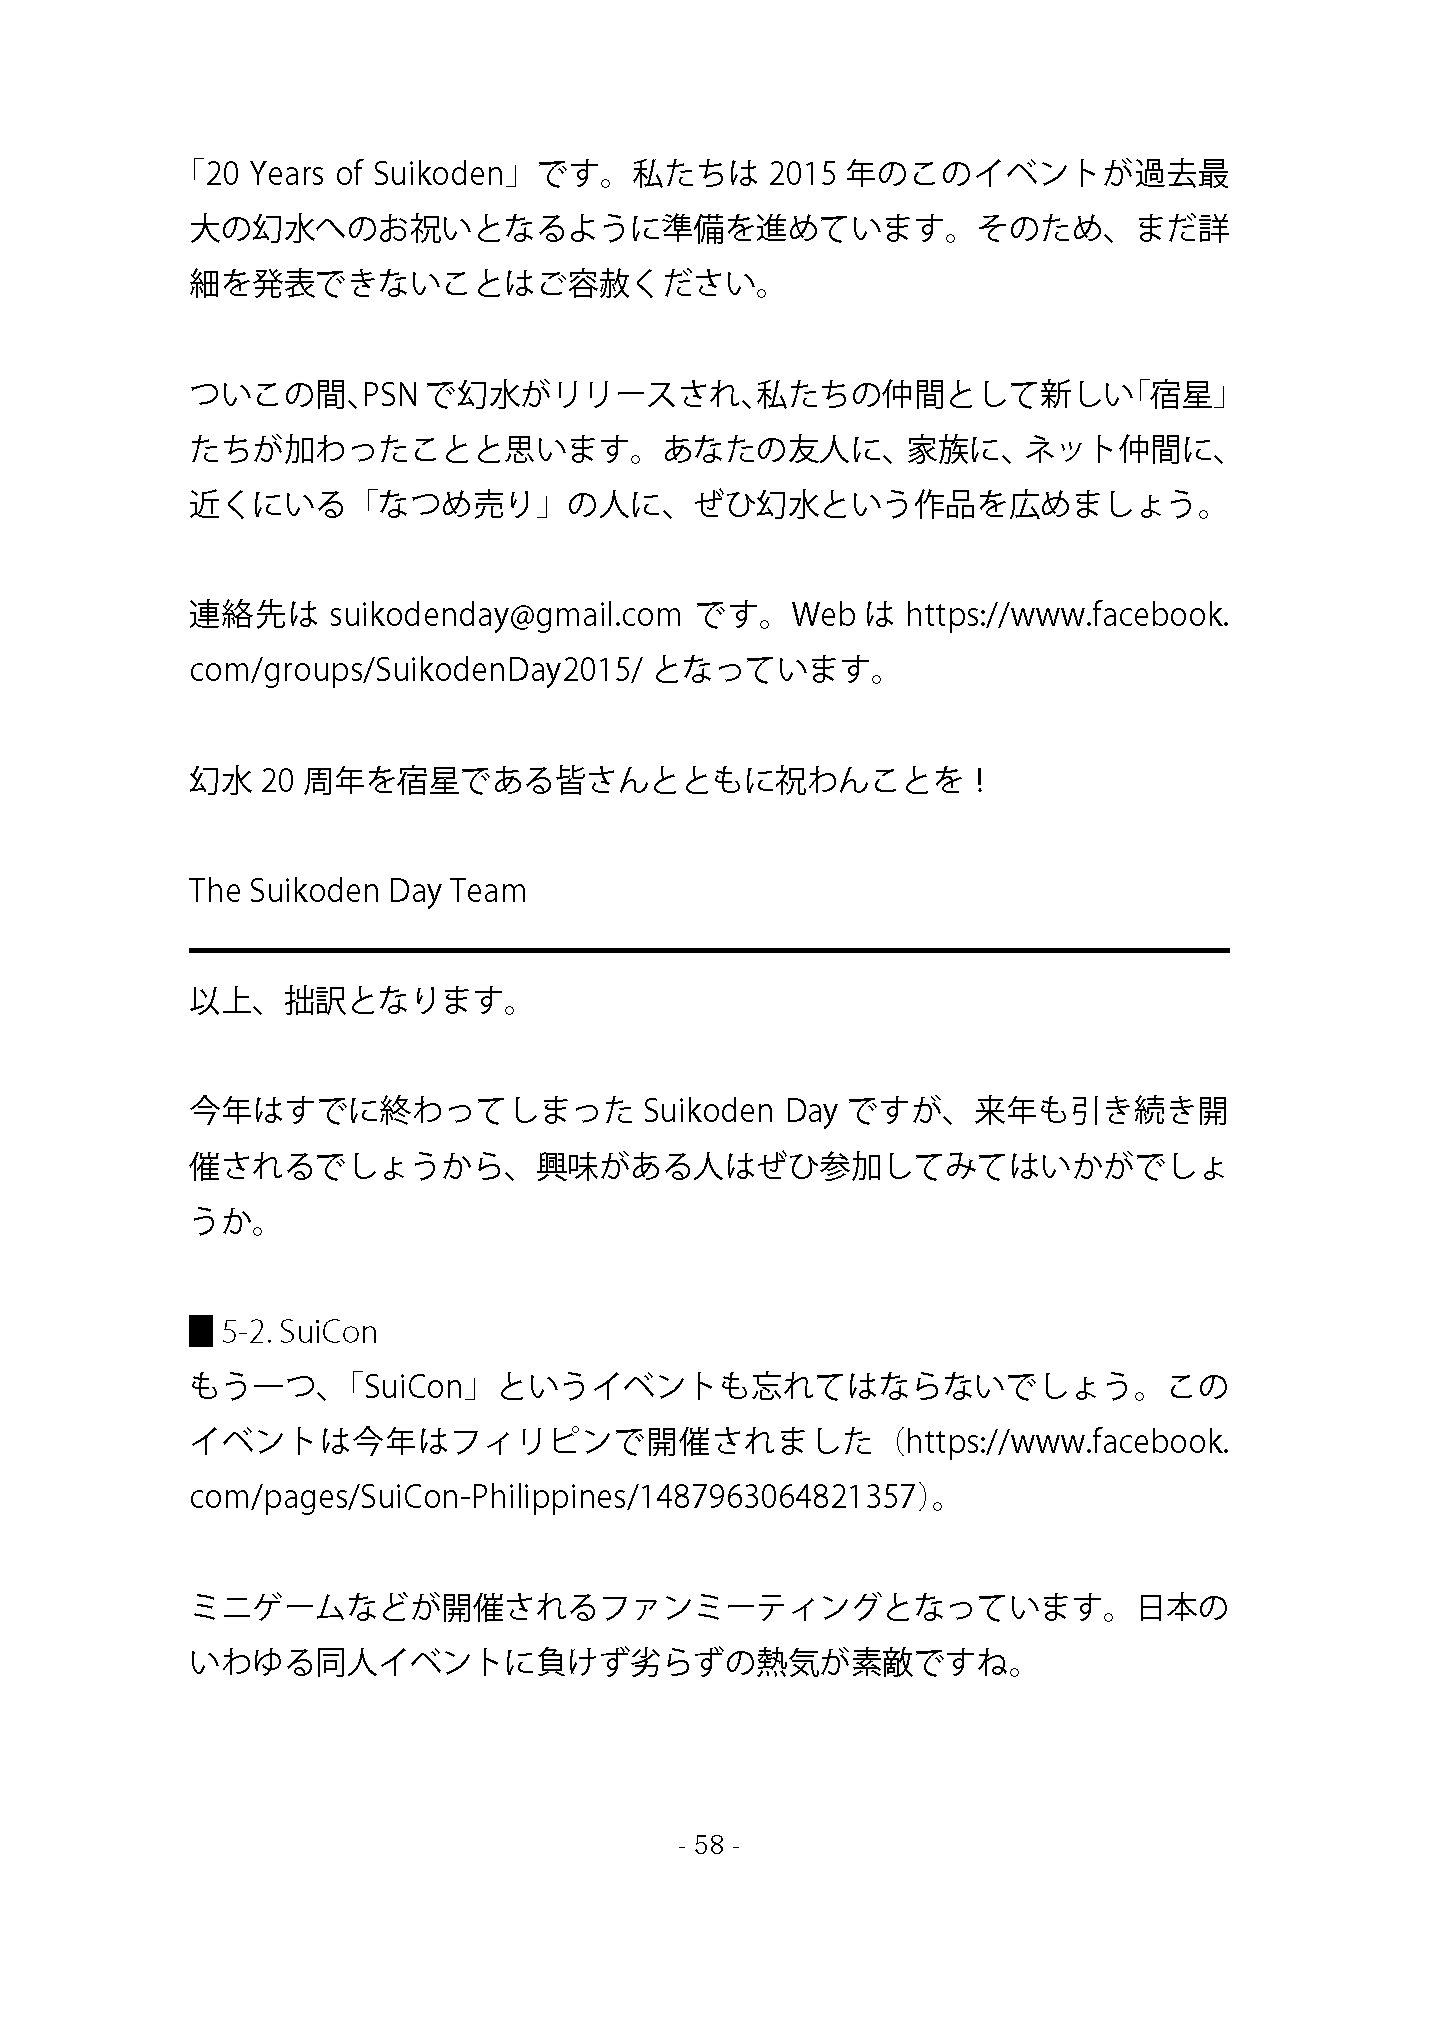 「20 Years of Suikoden」です。私たちは 2015 年のこのイベントが過去最
大の幻水へのお祝いとなるように準備を進めています。そのため、まだ詳
細を発表できないことはご容赦ください。
ついこの間、PSN で幻水がリリースされ、私たちの仲間として新しい「宿星」
たちが加わったことと思います。あなたの友人に、家族に、ネット仲間に、
近くにいる「なつめ売り」の人に、ぜひ幻水という作品を広めましょう。
連絡先は suikodenday@gmail.com です。Web は https://www.facebook.
com/groups/SuikodenDay2015/ となっています。
幻水 20 周年を宿星である皆さんとともに祝わんことを！
The Suikoden Day Team
以上、拙訳となります。
今年はすでに終わってしまった Suikoden Day ですが、来年も引き続き開
催されるでしょうから、興味がある人はぜひ参加してみてはいかがでしょ
うか。
■ 5-2. SuiCon
もう一つ、「SuiCon」というイベントも忘れてはならないでしょう。この
イベントは今年はフィリピンで開催されました（https://www.facebook.
com/pages/SuiCon-Philippines/1487963064821357）。
ミニゲームなどが開催されるファンミーティングとなっています。日本の
いわゆる同人イベントに負けず劣らずの熱気が素敵ですね。
- 58 -